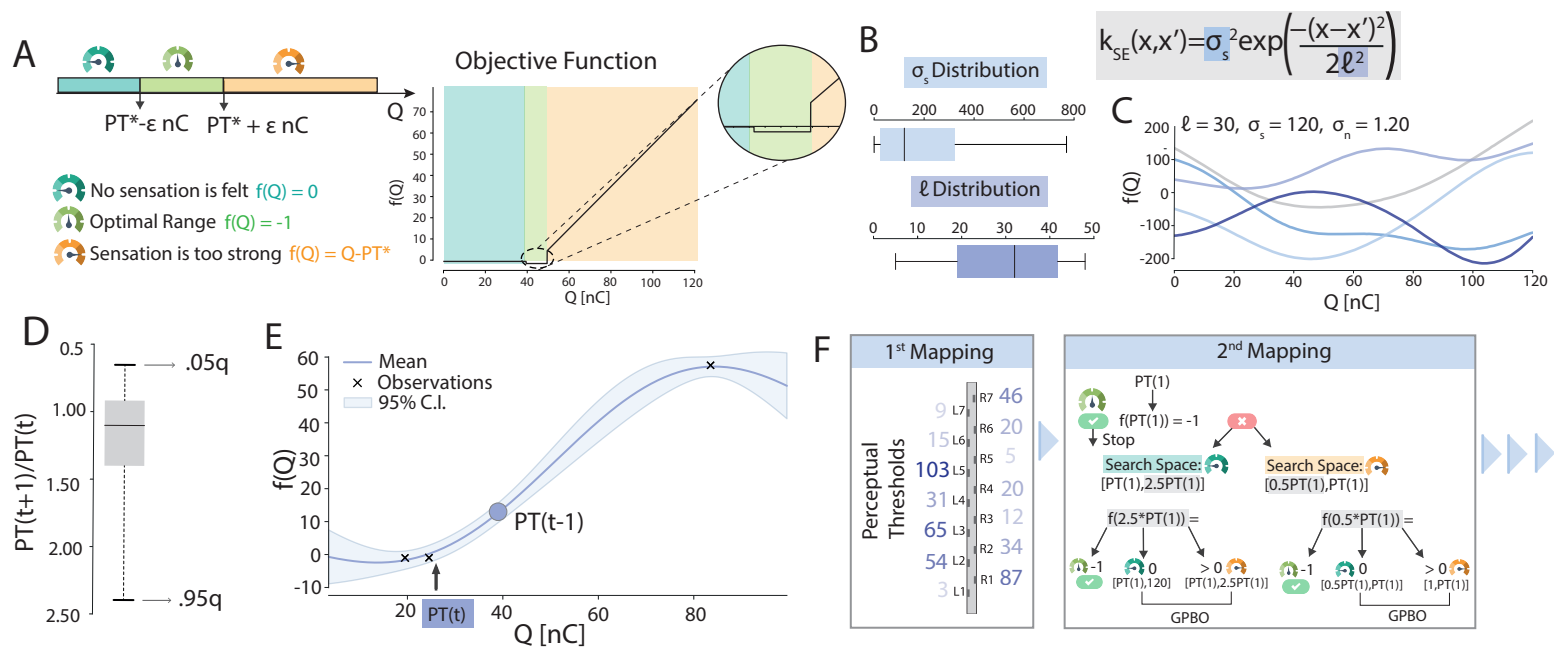 A
Q
PT*-ε nC
PT* + ε nC
No sensation is felt f(Q) = 0
Optimal Range f(Q) = -1
Sensation is too strong f(Q) = Q-PT*
Objective Function
f(Q)
70
60
50
40
30
20
10
0
0 20 40 60 80 100 120
Q [nC]
B
σs Distribution
0 200 400 600 800
ℓ Distribution
0 10 20 30 40 50
kSE(x,x′)=σs²exp(-(x-x′)²/2ℓ²)
C
ℓ = 30, σs = 120, σn = 1.20
f(Q)
200
100
0
-100
-200
0 20 40 60 80 100 120
Q [nC]
D
PT(t+1)/PT(t)
0.5
1.00
1.50
2.00
2.50
.05q
.95q
E
Mean
Observations
95% C.I.
f(Q)
60
50
40
30
20
10
0
-10
PT(t-1)
20 40 60 80
PT(t)
Q [nC]
F
1st Mapping
Perceptual
Thresholds
R7 46
9 L7
R6 20
15 L6
R5 5
103 L5
R4 20
31 L4
R3 12
65 L3
R2 34
54 L2
R1 87
3 L1
2nd Mapping
PT(1)
f(PT(1)) = -1
Stop
Search Space:
[PT(1),2.5PT(1)]
Search Space:
[0.5PT(1),PT(1)]
f(2.5*PT(1)) =
f(0.5*PT(1)) =
-1
0
> 0
[PT(1),120]
[PT(1),2.5PT(1)]
GPBO
-1
0
> 0
[0.5PT(1),PT(1)]
[1,PT(1)]
GPBO